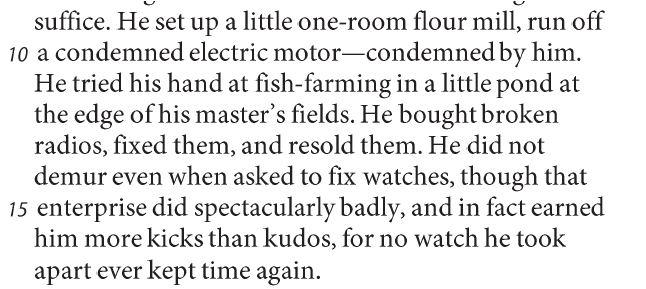 suffice. He set up a little one-room flour mill, run off
10 a condemned electric motor—condemned by him.
He tried his hand at fish-farming in a little pond at
the edge of his master’s fields. He bought broken
radios, fixed them, and resold them. He did not
demur even when asked to fix watches, though that
15 enterprise did spectacularly badly, and in fact earned
him more kicks than kudos, for no watch he took
apart ever kept time again.